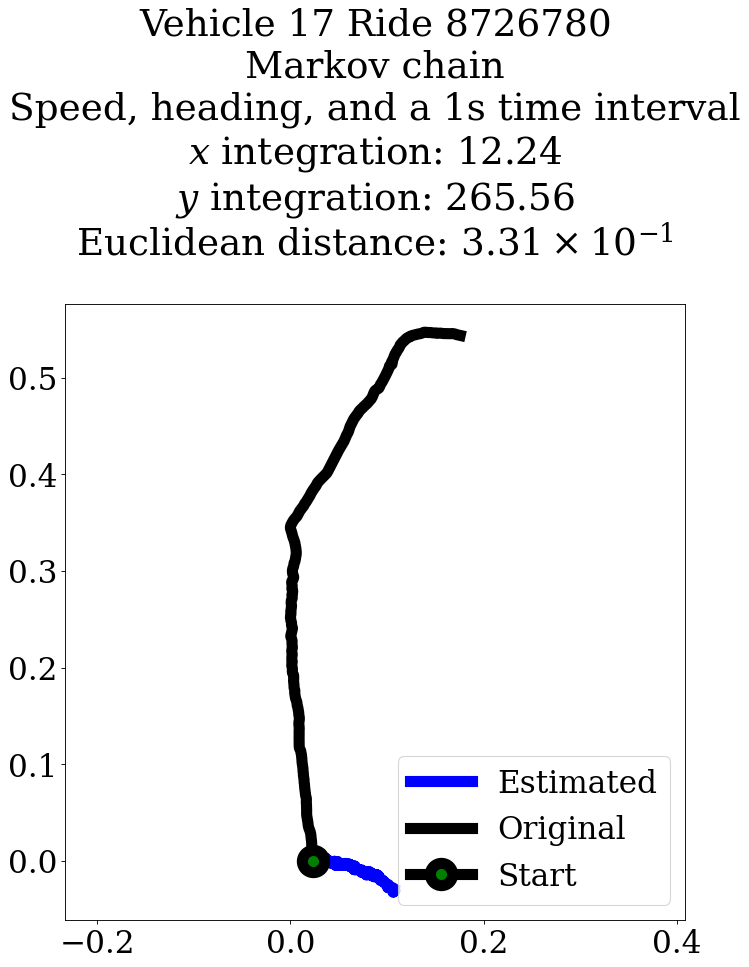 Vehicle 17 Ride 8726780
Markov chain
Speed, heading, and a 1s time interval
x integration: 12.24
y integration: 265.56
Euclidean distance: 3.31 × 10⁻¹
0.5
0.4
0.3
0.2
0.1
0.0
Estimated
Original
Start
−0.2 0.0 0.2 0.4